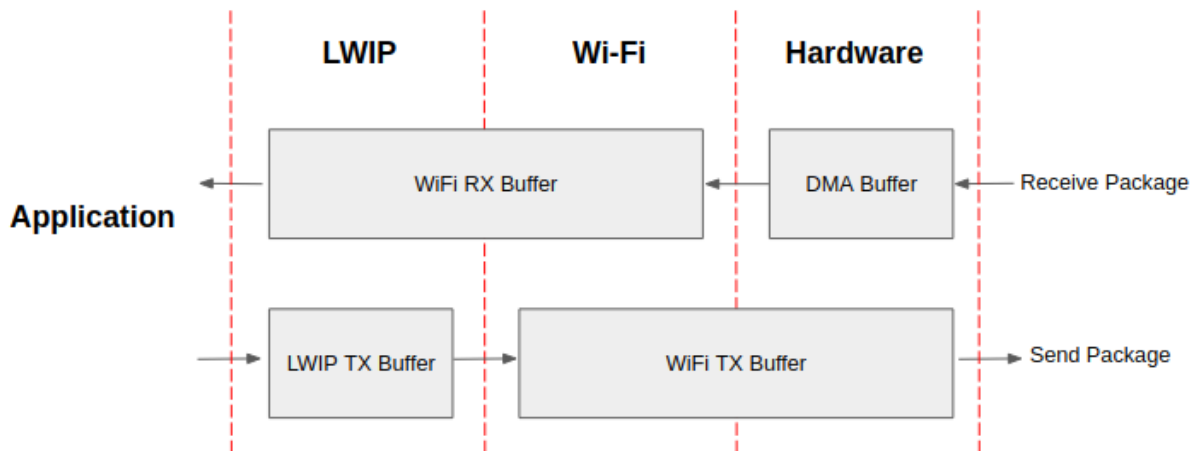 LWIP
Wi-Fi
Hardware
WiFi RX Buffer
DMA Buffer
Receive Package
Application
LWIP TX Buffer
WiFi TX Buffer
Send Package